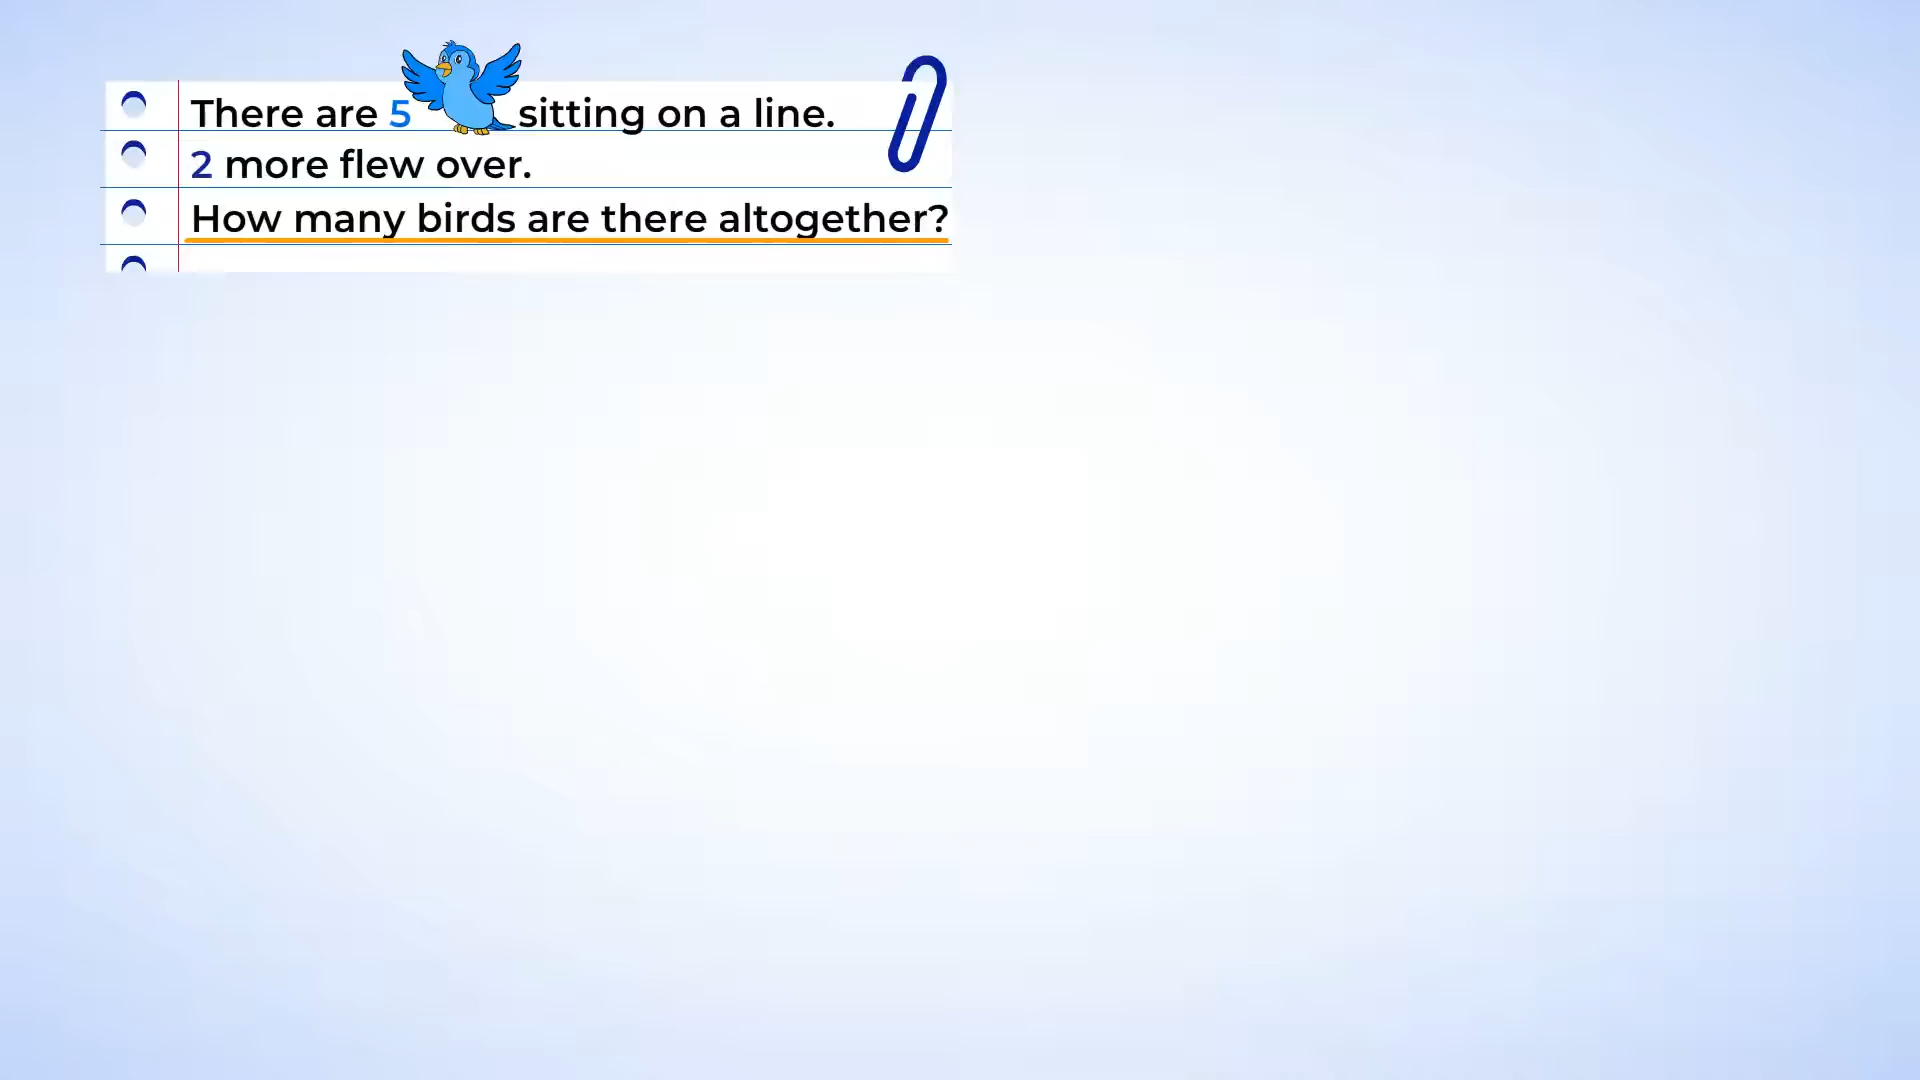 There are 5 sitting on a line.
2 more flew over.
How many birds are there altogether?